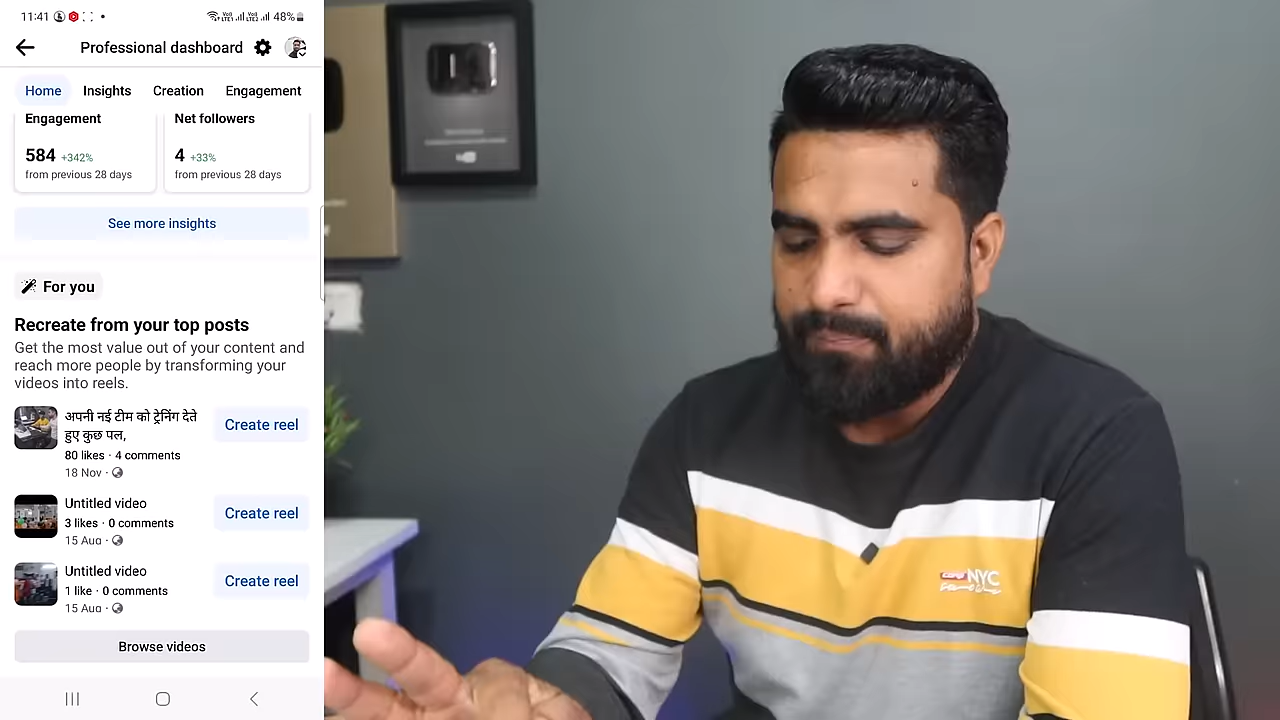 11:41
48%
Professional dashboard
Home
Insights
Creation
Engagement
Engagement
584 +342%
from previous 28 days
Net followers
4 +33%
from previous 28 days
See more insights
For you
Recreate from your top posts
Get the most value out of your content and
reach more people by transforming your
videos into reels.
अपनी नई टीम को ट्रेनिंग देते
हुए कुछ पल,
80 likes · 4 comments
18 Nov ·
Create reel
Untitled video
3 likes · 0 comments
15 Aug ·
Create reel
Untitled video
1 like · 0 comments
15 Aug ·
Create reel
Browse videos
NYC